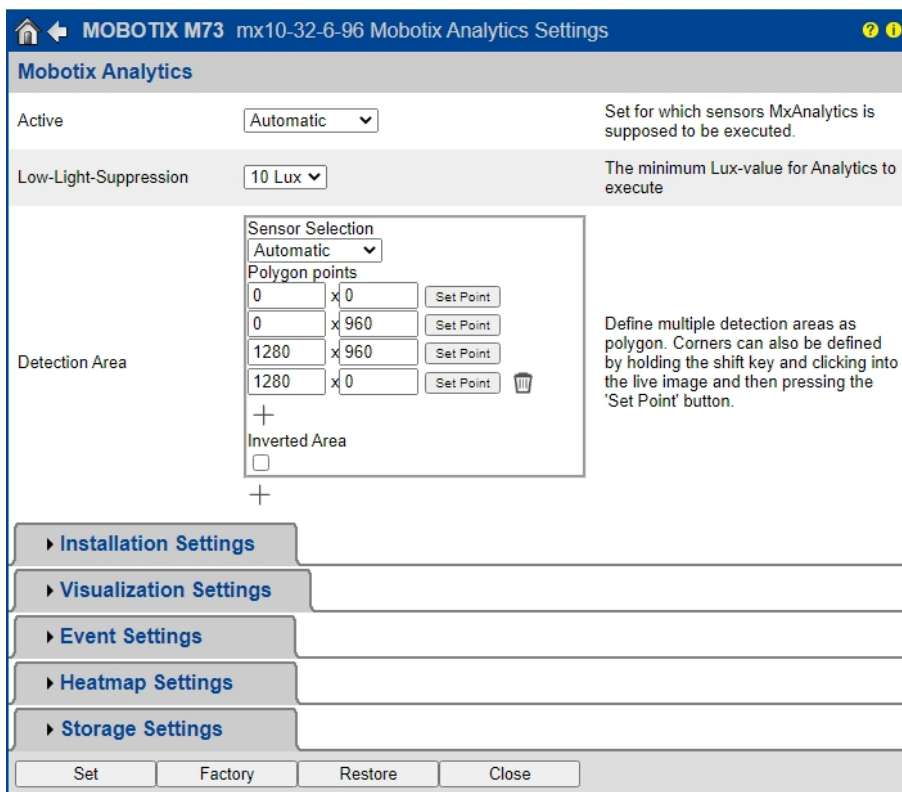 MOBOTIX M73 mx10-32-6-96 Mobotix Analytics Settings ? i
Mobotix Analytics
Active Automatic Set for which sensors MxAnalytics is
supposed to be executed.
Low-Light-Suppression 10 Lux The minimum Lux-value for Analytics to
execute
Detection Area
Sensor Selection
Automatic
Polygon points
0 x 0 Set Point
0 x 960 Set Point
1280 x 960 Set Point
1280 x 0 Set Point
+
Inverted Area
+
Define multiple detection areas as
polygon. Corners can also be defined
by holding the shift key and clicking into
the live image and then pressing the
'Set Point' button.
Installation Settings
Visualization Settings
Event Settings
Heatmap Settings
Storage Settings
Set Factory Restore Close